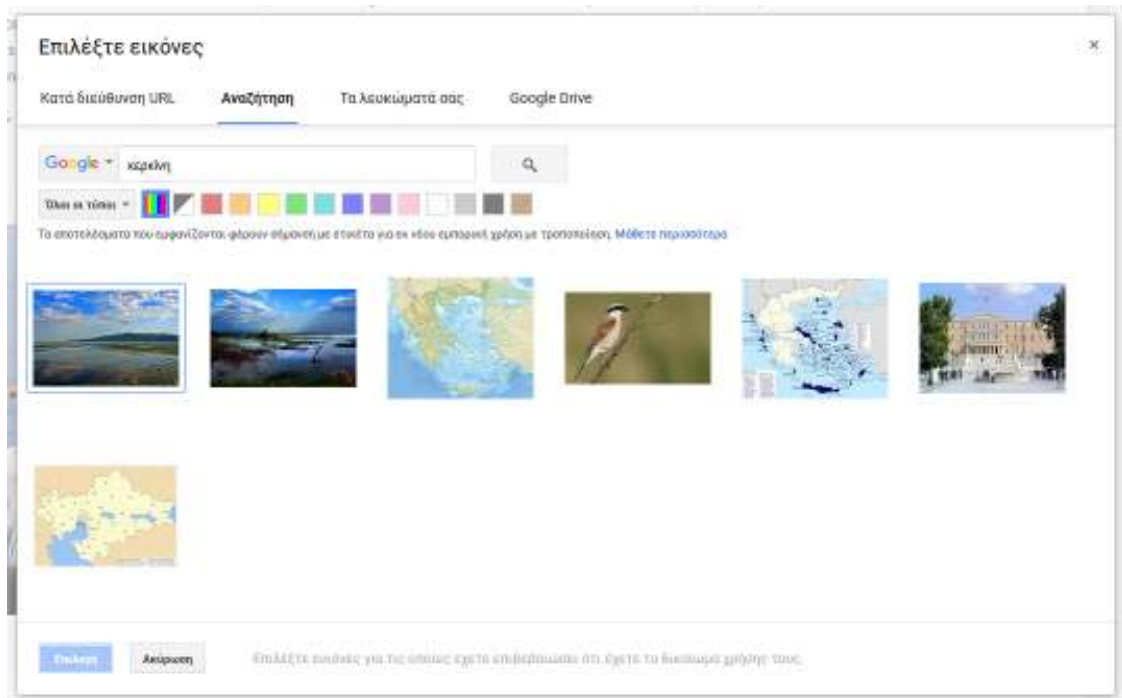 Επιλέξτε εικόνες ×
Κατά διεύθυνση URL Αναζήτηση Τα λευκώματά σας Google Drive
Google κερκίνη
Όλοι οι τύποι
Τα αποτελέσματα που εμφανίζονται φέρουν σήμανση με ετικέτα για εκ νέου εμπορική χρήση με τροποποίηση. Μάθετε περισσότερα
Επιλογή Ακύρωση Επιλέξτε εικόνες για τις οποίες έχετε επιβεβαιώσει ότι έχετε το δικαίωμα χρήσης τους.